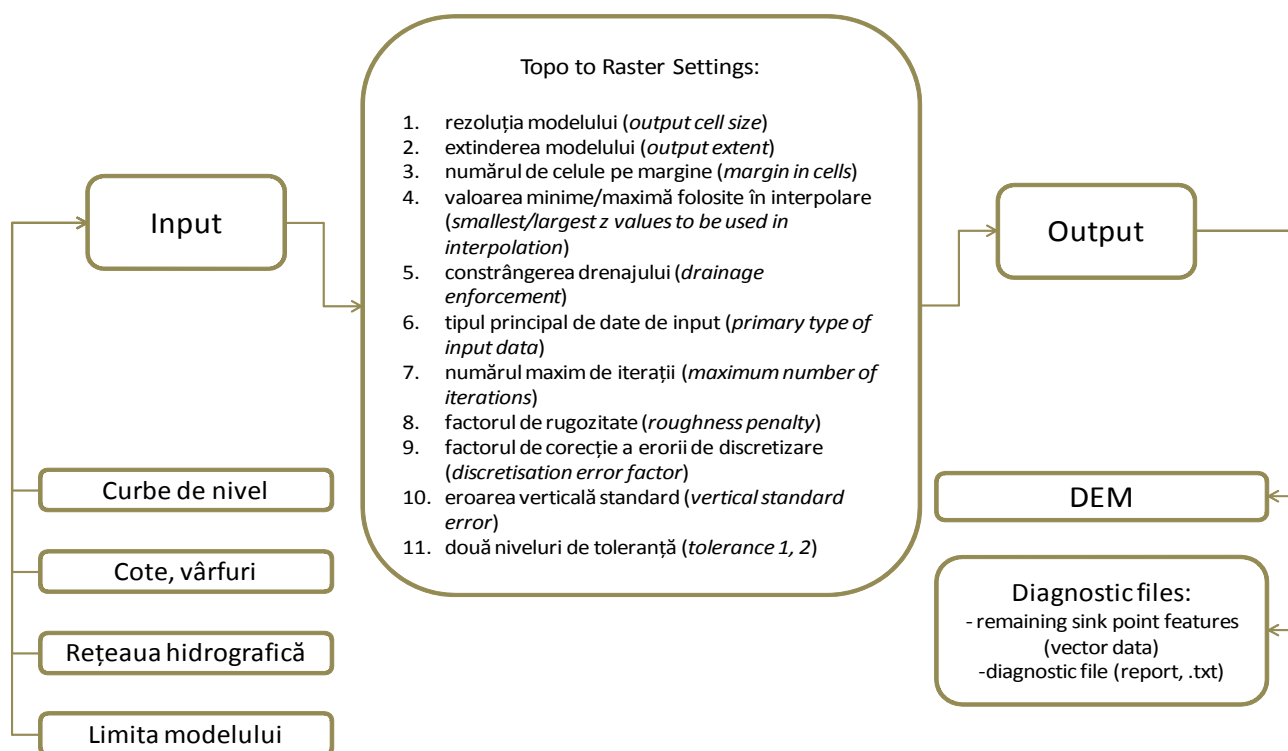 Topo to Raster Settings:
1. rezoluția modelului (output cell size)
2. extinderea modelului (output extent)
3. numărul de celule pe margine (margin in cells)
4. valoarea minime/maximă folosite în interpolare
(smallest/largest z values to be used in
interpolation)
5. constrângerea drenajului (drainage
enforcement)
6. tipul principal de date de input (primary type of
input data)
7. numărul maxim de iterații (maximum number of
iterations)
8. factorul de rugozitate (roughness penalty)
9. factorul de corecție a erorii de discretizare
(discretisation error factor)
10. eroarea verticală standard (vertical standard
error)
11. două niveluri de toleranță (tolerance 1, 2)
Input
Curbe de nivel
Cote, vârfuri
Rețeaua hidrografică
Limita modelului
Output
DEM
Diagnostic files:
- remaining sink point features
(vector data)
-diagnostic file (report, .txt)